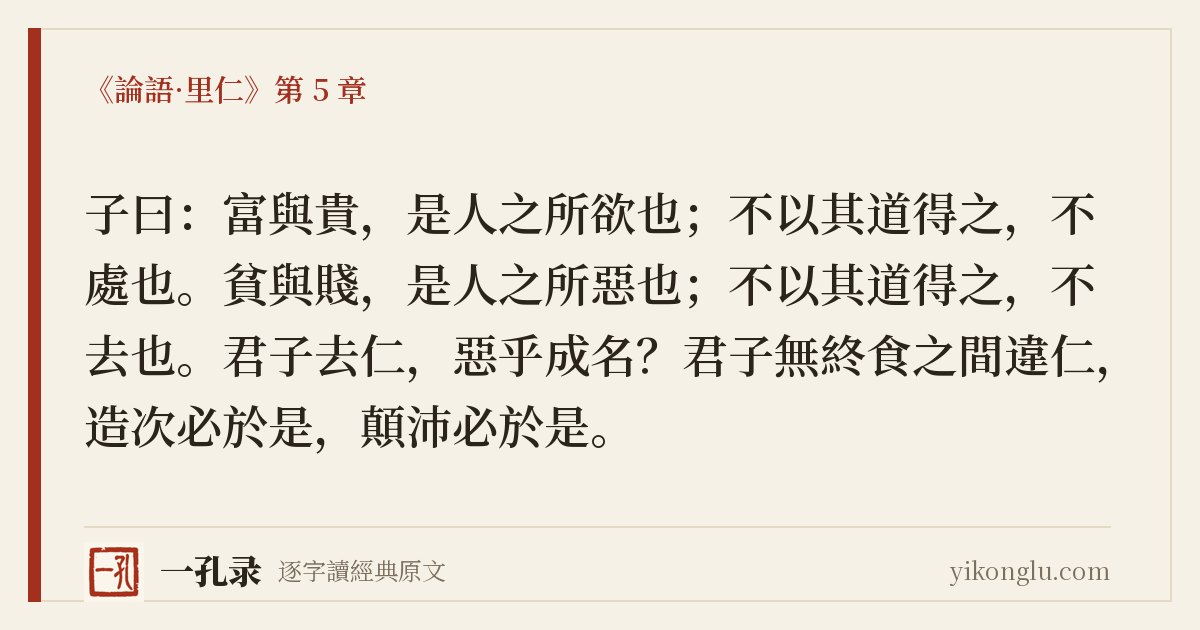 《論語·里仁》第 5 章
子曰：富與貴，是人之所欲也；不以其道得之，不
處也。貧與賤，是人之所惡也；不以其道得之，不
去也。君子去仁，惡乎成名？君子無終食之間違仁，
造次必於是，顛沛必於是。
一孔
一孔录 逐字讀經典原文 yikonglu.com